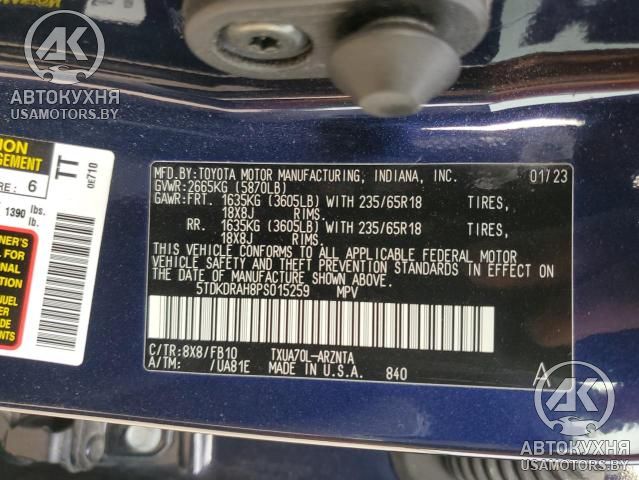 АК
АВТОКУХНЯ
USAMOTORS.BY
TT
0E710
6
1390 lbs.
MFD.BY: TOYOTA MOTOR MANUFACTURING, INDIANA, INC. 01/23
GVWR: 2665KG (5870LB)
GAWR: FRT. 1635KG (3605LB) WITH 235/65R18 TIRES,
18X8J RIMS.
RR. 1635KG (3605LB) WITH 235/65R18 TIRES,
18X8J RIMS.
THIS VEHICLE CONFORMS TO ALL APPLICABLE FEDERAL MOTOR
VEHICLE SAFETY AND THEFT PREVENTION STANDARDS IN EFFECT ON
THE DATE OF MANUFACTURE SHOWN ABOVE.
5TDKDRAH8PS015259 MPV
C/TR: 8X8/FB10 TXUA70L-ARZNTA
A/TM: /UA81E MADE IN U.S.A. 840 A
АК
АВТОКУХНЯ
USAMOTORS.BY